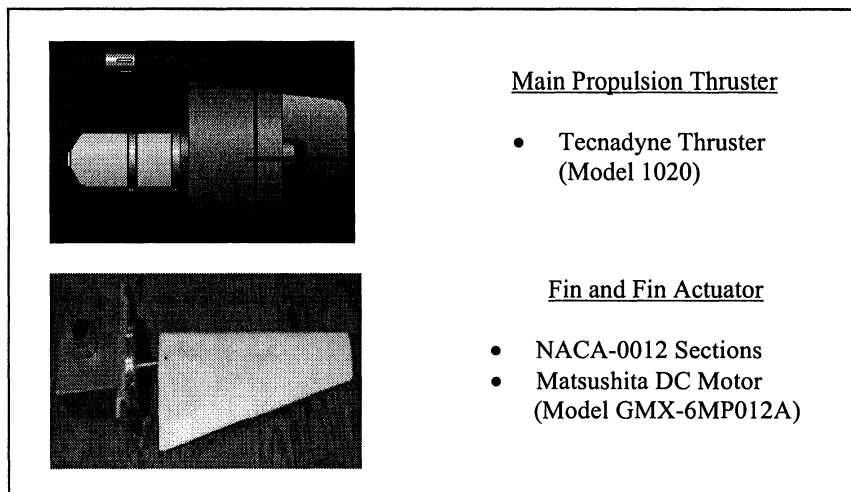 Main Propulsion Thruster
• Tecnadyne Thruster
(Model 1020)
Fin and Fin Actuator
• NACA-0012 Sections
• Matsushita DC Motor
(Model GMX-6MP012A)